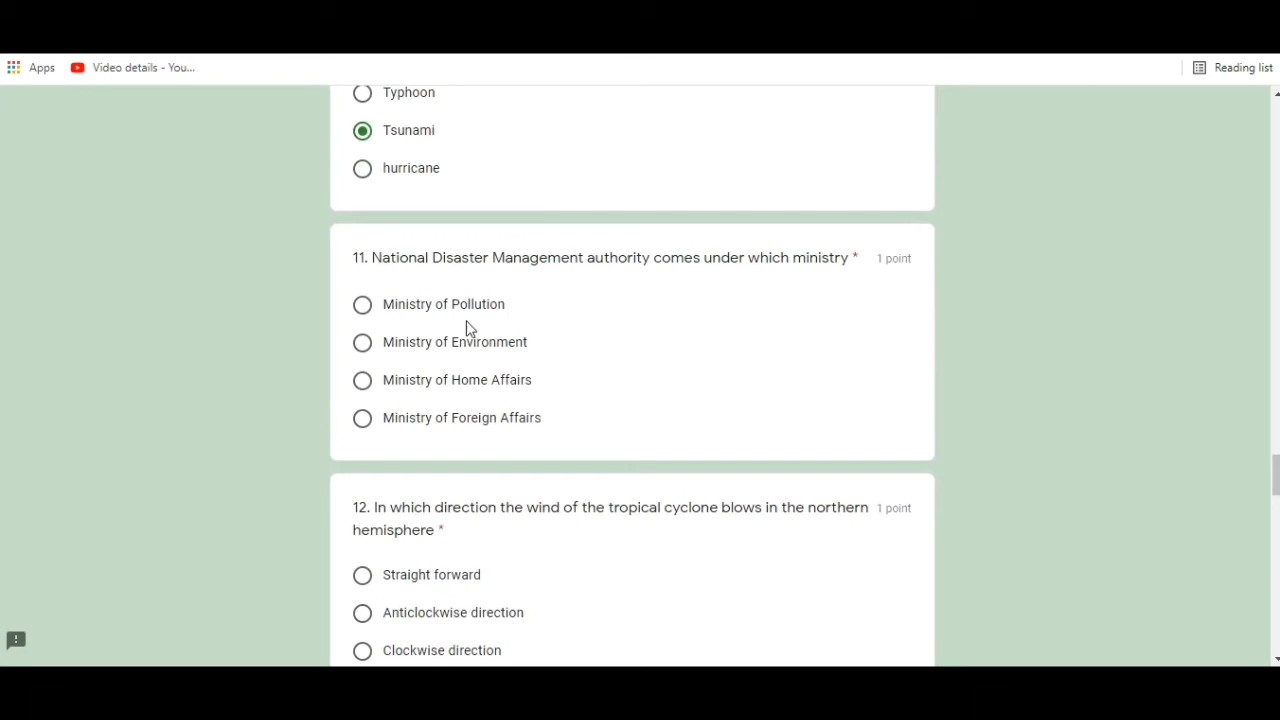 Apps
Video details - You...
Reading list
Typhoon
Tsunami
hurricane
11. National Disaster Management authority comes under which ministry *
1 point
Ministry of Pollution
Ministry of Environment
Ministry of Home Affairs
Ministry of Foreign Affairs
12. In which direction the wind of the tropical cyclone blows in the northern
1 point
hemisphere *
Straight forward
Anticlockwise direction
Clockwise direction